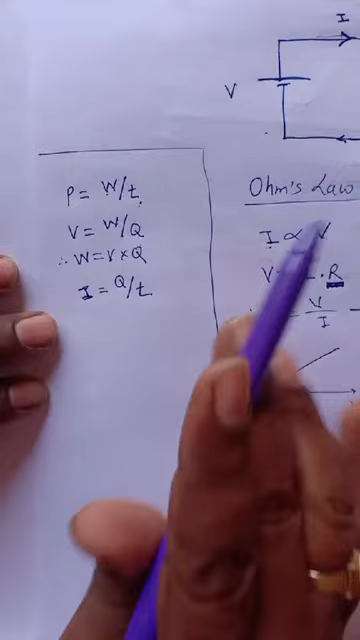 I
V
P = W/t
V = W/Q
∴ W = V × Q
I = Q/t
Ohm's Law
I ∝ V
V = I · R
V
I